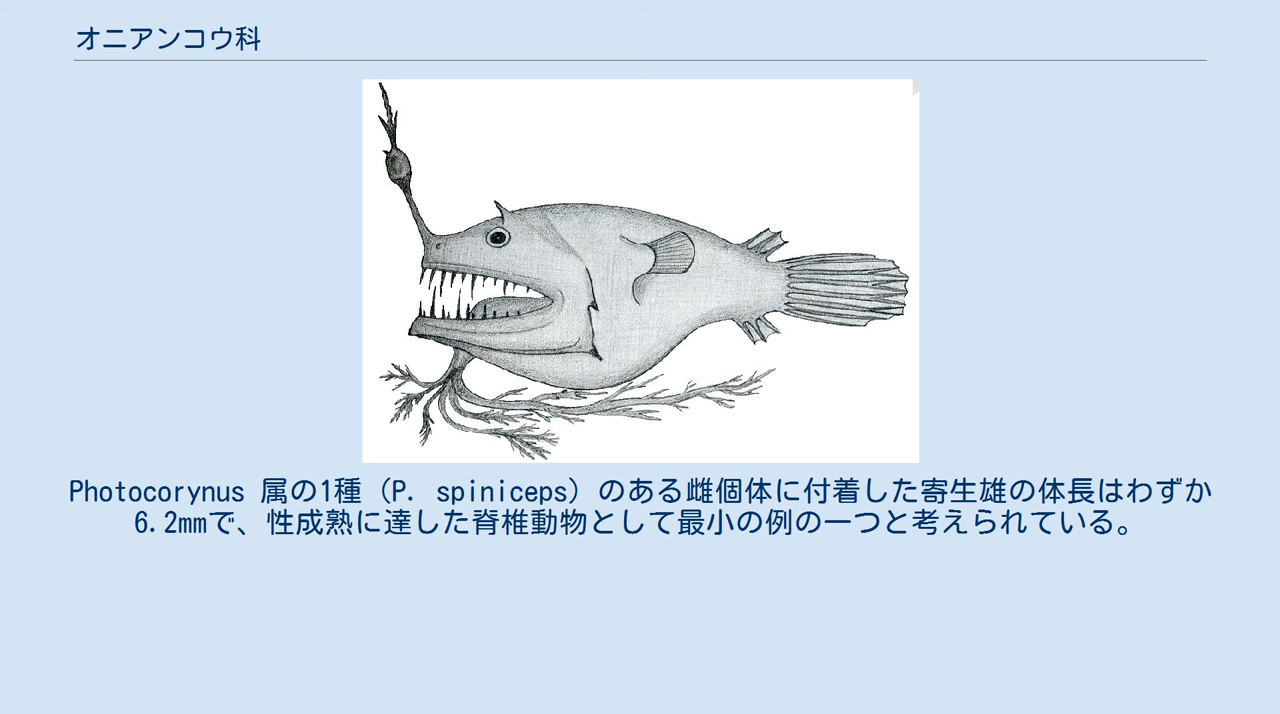 オニアンコウ科
Photocorynus 属の1種（P. spiniceps）のある雌個体に付着した寄生雄の体長はわずか
6.2mmで、性成熟に達した脊椎動物として最小の例の一つと考えられている。